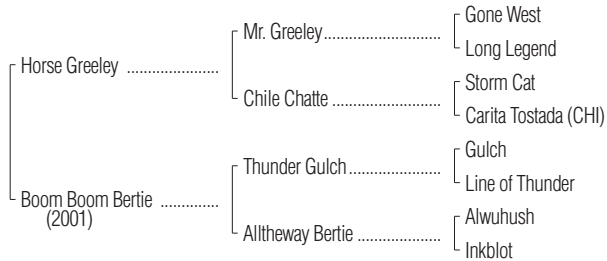 Gone West
Mr. Greeley
Long Legend
Horse Greeley
Storm Cat
Chile Chatte
Carita Tostada (CHI)
Gulch
Thunder Gulch
Line of Thunder
Boom Boom Bertie
(2001)
Alwuhush
Alltheway Bertie
Inkblot